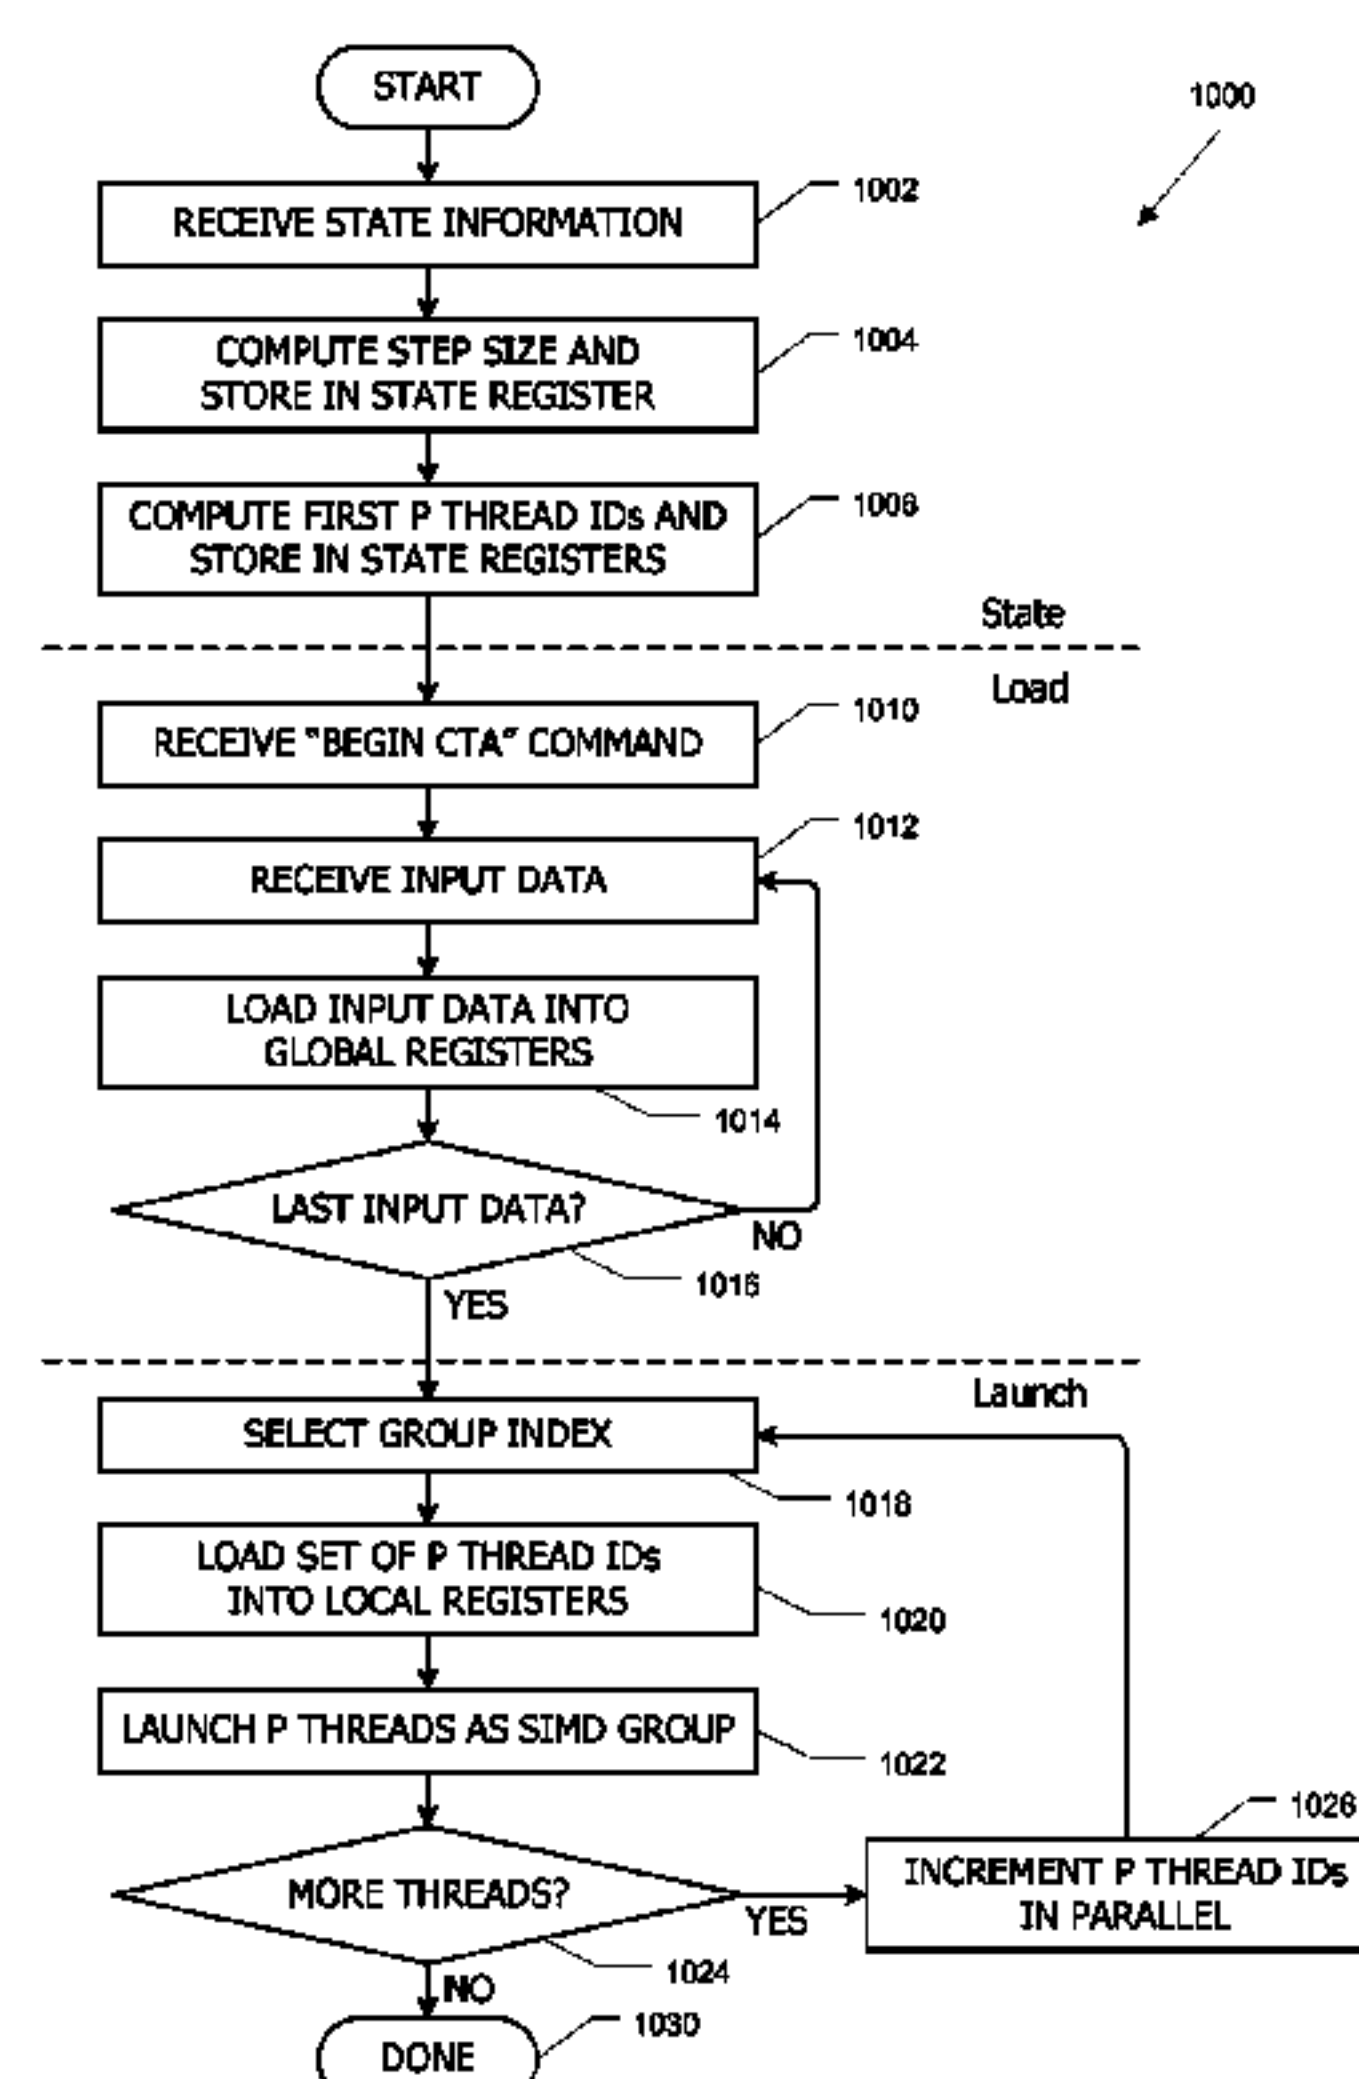 START
1000
1002
RECEIVE STATE INFORMATION
1004
COMPUTE STEP SIZE AND
STORE IN STATE REGISTER
1006
COMPUTE FIRST P THREAD IDs AND
STORE IN STATE REGISTERS
State
Load
1010
RECEIVE "BEGIN CTA" COMMAND
1012
RECEIVE INPUT DATA
LOAD INPUT DATA INTO
GLOBAL REGISTERS
1014
LAST INPUT DATA?
NO
1016
YES
Launch
SELECT GROUP INDEX
1018
LOAD SET OF P THREAD IDs
INTO LOCAL REGISTERS
1020
LAUNCH P THREADS AS SIMD GROUP
1022
1026
INCREMENT P THREAD IDs
IN PARALLEL
MORE THREADS?
YES
1024
NO
1030
DONE